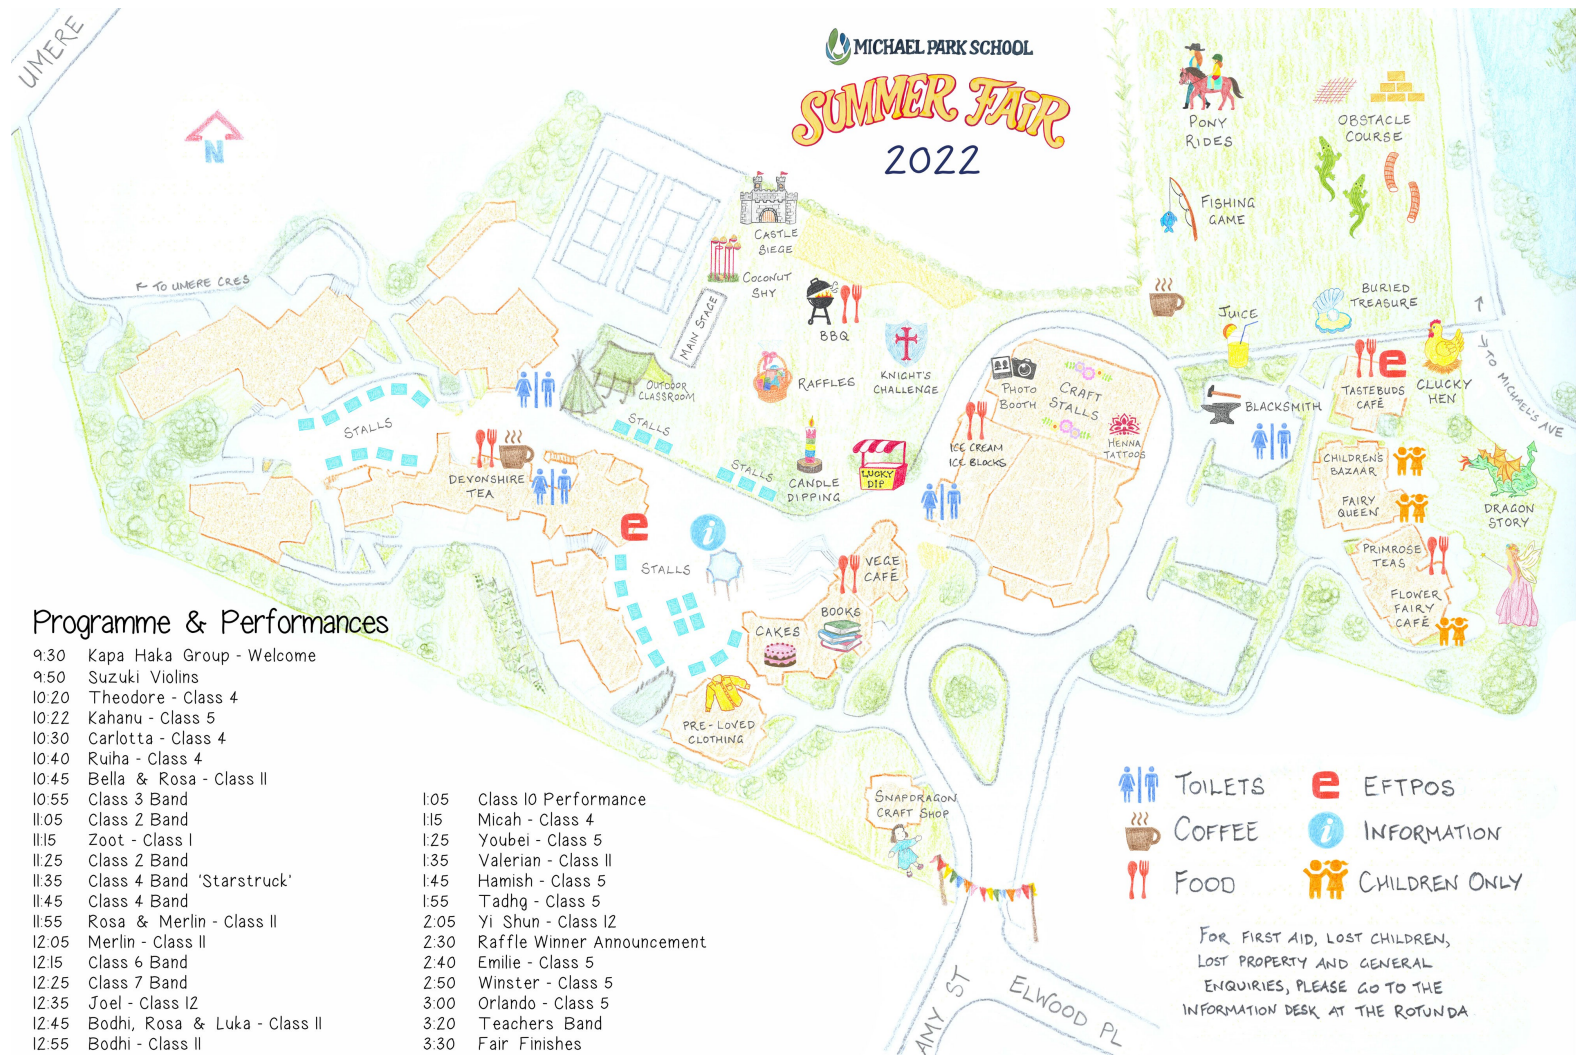 UMERE
N
← TO UMERE CRES
MICHAEL PARK SCHOOL
SUMMER FAIR
2022
PONY
RIDES
OBSTACLE
COURSE
FISHING
GAME
CASTLE
SIEGE
COCONUT
SHY
MAIN STAGE
BBQ
RAFFLES
KNIGHT'S
CHALLENGE
BURIED
TREASURE
JUICE
→ TO MICHAEL'S AVE
OUTDOOR
CLASSROOM
STALLS
STALLS
STALLS
PHOTO
BOOTH
CRAFT
STALLS
HENNA
TATTOOS
ICE CREAM
ICE BLOCKS
BLACKSMITH
e
TASTEBUDS
CAFÉ
CLUCKY
HEN
DEVONSHIRE
TEA
CANDLE
DIPPING
LUCKY
DIP
CHILDREN'S
BAZAAR
FAIRY
QUEEN
DRAGON
STORY
e
i
STALLS
VEGE
CAFÉ
BOOKS
CAKES
PRIMROSE
TEAS
FLOWER
FAIRY
CAFÉ
PRE-LOVED
CLOTHING
SNAPDRAGON
CRAFT SHOP
AMY ST
ELWOOD PL
Programme & Performances
9:30 Kapa Haka Group - Welcome
9:50 Suzuki Violins
10:20 Theodore - Class 4
10:22 Kahanu - Class 5
10:30 Carlotta - Class 4
10:40 Ruiha - Class 4
10:45 Bella & Rosa - Class 11
10:55 Class 3 Band
11:05 Class 2 Band
11:15 Zoot - Class 1
11:25 Class 2 Band
11:35 Class 4 Band 'Starstruck'
11:45 Class 4 Band
11:55 Rosa & Merlin - Class 11
12:05 Merlin - Class 11
12:15 Class 6 Band
12:25 Class 7 Band
12:35 Joel - Class 12
12:45 Bodhi, Rosa & Luka - Class 11
12:55 Bodhi - Class 11
1:05 Class 10 Performance
1:15 Micah - Class 4
1:25 Youbei - Class 5
1:35 Valerian - Class 11
1:45 Hamish - Class 5
1:55 Tadhg - Class 5
2:05 Yi Shun - Class 12
2:30 Raffle Winner Announcement
2:40 Emilie - Class 5
2:50 Winster - Class 5
3:00 Orlando - Class 5
3:20 Teachers Band
3:30 Fair Finishes
TOILETS
e EFTPOS
COFFEE
i INFORMATION
FOOD
CHILDREN ONLY
FOR FIRST AID, LOST CHILDREN,
LOST PROPERTY AND GENERAL
ENQUIRIES, PLEASE GO TO THE
INFORMATION DESK AT THE ROTUNDA